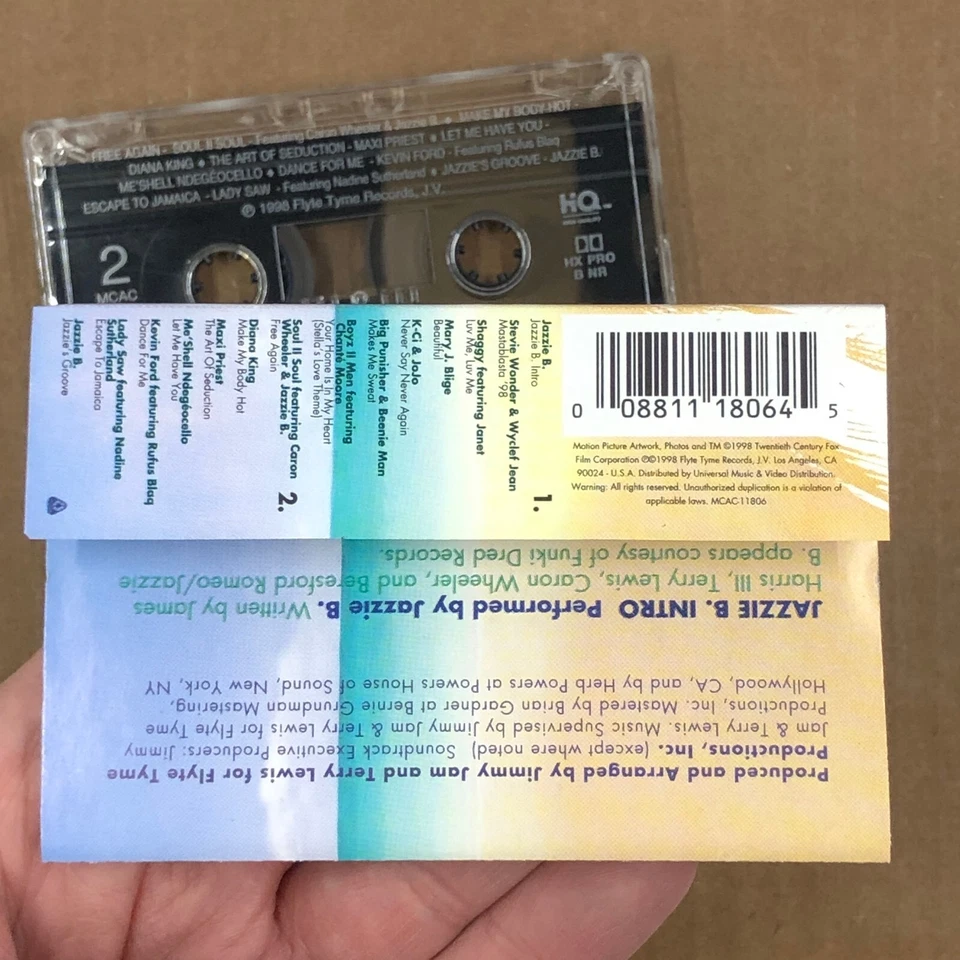 FREE AGAIN - SOUL II SOUL - Featuring Caron Wheeler & Jazzie B. ◆ MAKE MY BODY HOT -
DIANA KING ◆ THE ART OF SEDUCTION - MAXI PRIEST ◆ LET ME HAVE YOU -
ME'SHELL NDEGÉOCELLO ◆ DANCE FOR ME - KEVIN FORD - Featuring Rufus Blaq
ESCAPE TO JAMAICA - LADY SAW - Featuring Nadine Sutherland ◆ JAZZIE'S GROOVE - JAZZIE B.
℗ 1998 Flyte Tyme Records, J.V.
HQ
HX PRO
B NR
2
MCAC
1.
Jazzie B.
Jazzie B. Intro
Stevie Wonder & Wyclef Jean
Mastablasta '98
Shaggy featuring Janet
Luv Me, Luv Me
Mary J. Blige
Beautiful
K-Ci & JoJo
Never Say Never Again
Big Punisher & Beenie Man
Makes Me Sweat
Boyz II Men featuring
Chanté Moore
Your Home Is In My Heart
(Stella's Love Theme)
2.
Soul II Soul featuring Caron
Wheeler & Jazzie B.
Free Again
Diana King
Make My Body Hot
Maxi Priest
The Art Of Seduction
Me'Shell Ndegéocello
Let Me Have You
Kevin Ford featuring Rufus Blaq
Dance For Me
Lady Saw featuring Nadine
Sutherland
Escape To Jamaica
Jazzie B.
Jazzie's Groove
0 08811 18064 5
Motion Picture Artwork, Photos and TM ©1998 Twentieth Century Fox
Film Corporation ℗©1998 Flyte Tyme Records, J.V. Los Angeles, CA
90024 - U.S.A. Distributed by Universal Music & Video Distribution.
Warning: All rights reserved. Unauthorized duplication is a violation of
applicable laws. MCAC-11806
Produced and Arranged by Jimmy Jam and Terry Lewis for Flyte Tyme
Productions, Inc. (except where noted) Soundtrack Executive Producers: Jimmy
Jam & Terry Lewis. Music Supervised by Jimmy Jam & Terry Lewis for Flyte Tyme
Productions, Inc. Mastered by Brian Gardner at Bernie Grundman Mastering,
Hollywood, CA, and by Herb Powers at Powers House of Sound, New York, NY
JAZZIE B. INTRO Performed by Jazzie B. Written by James
Harris III, Terry Lewis, Caron Wheeler, and Beresford Romeo/Jazzie
B. appears courtesy of Funki Dred Records.